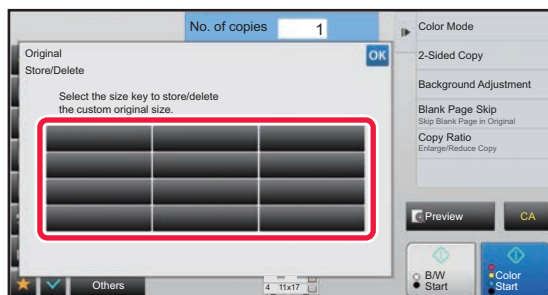 No. of copies 1
Color Mode
Original
OK
2-Sided Copy
Store/Delete
Background Adjustment
Select the size key to store/delete
the custom original size.
Blank Page Skip
Skip Blank Page in Original
Copy Ratio
Enlarge/Reduce Copy
Preview
CA
B/W
Start
Color
Start
Others
4 11x17